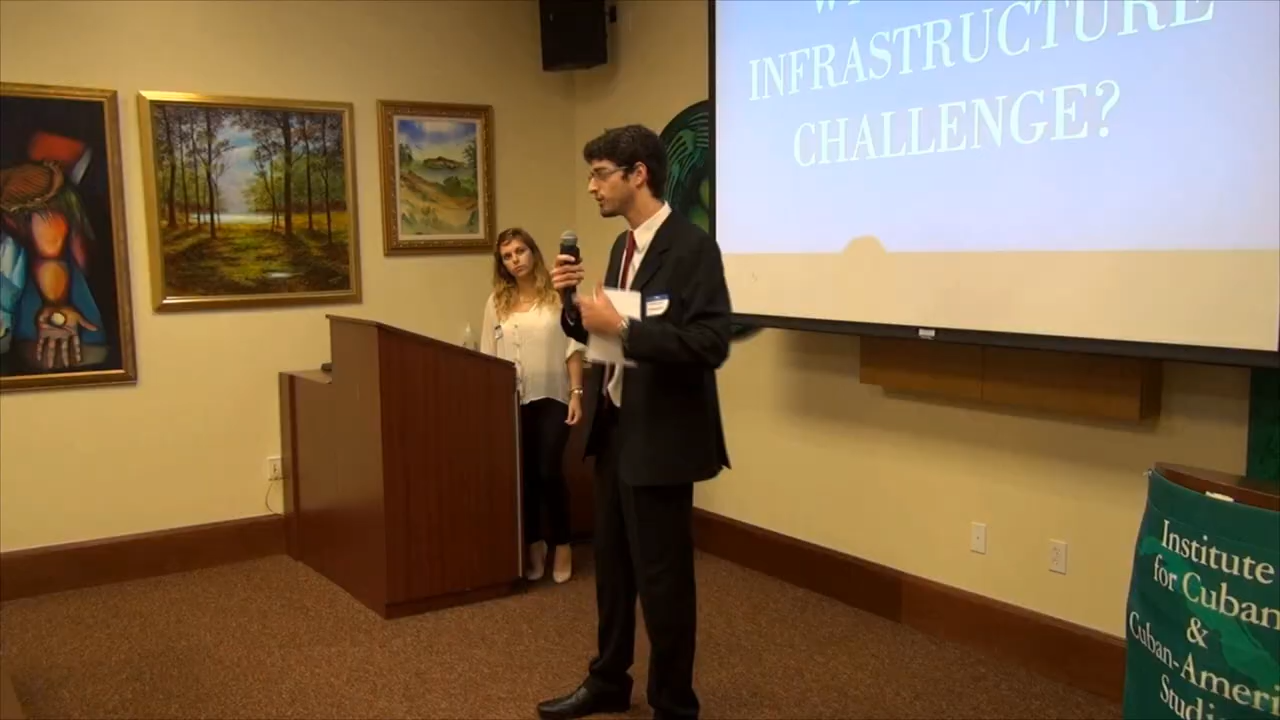 INFRASTRUCTURE
CHALLENGE?
Institute
for Cuban
&
Cuban-Ameri
Studi